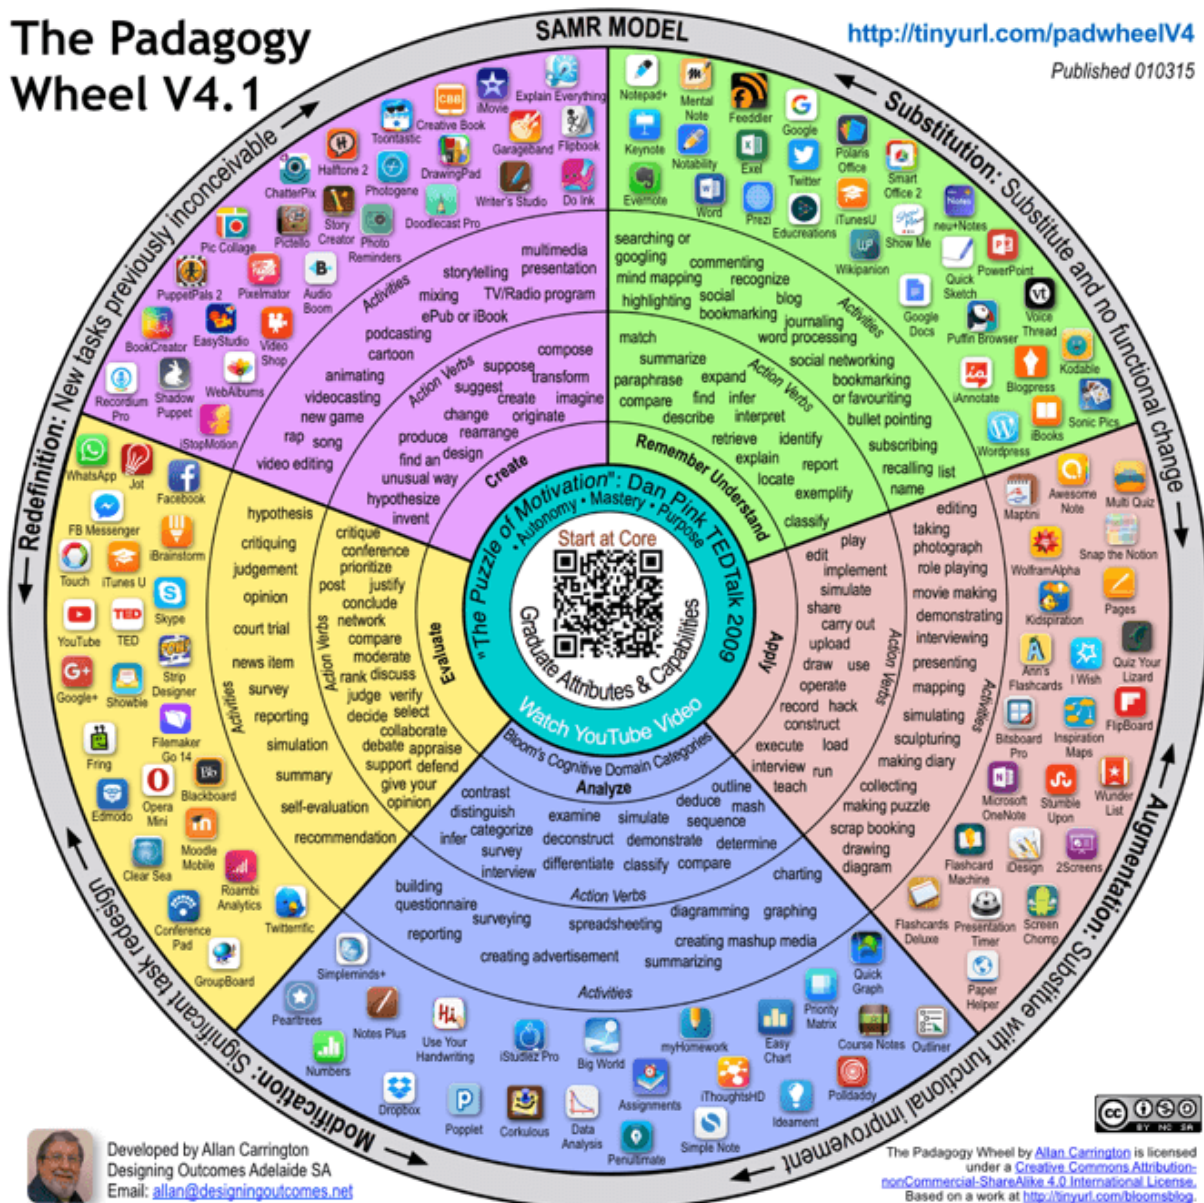 The Padagogy
Wheel V4.1
http://tinyurl.com/padwheelV4
Published 010315
SAMR MODEL
Substitution: Substitute and no functional change
Augmentation: Substitue with functional improvement
Modification: Significant task redesign
Redefinition: New tasks previously inconceivable
"The Puzzle of Motivation": Dan Pink TEDTalk 2009
• Autonomy • Mastery • Purpose
Watch YouTube Video
Start at Core
Graduate Attributes & Capabilities
Bloom's Cognitive Domain Categories
Remember Understand
Action Verbs
match
summarize
paraphrase
expand
compare
find
infer
describe
interpret
retrieve
identify
explain
report
locate
exemplify
classify
Activities
searching or
googling
commenting
mind mapping
recognize
highlighting
social
bookmarking
blog
journaling
word processing
social networking
bookmarking
or favouriting
bullet pointing
subscribing
recalling list
name
Notepad+
Mental
Note
Feeddler
Google
Keynote
Notability
Exel
Twitter
Polaris
Office
Smart
Office 2
Evernote
Word
Prezi
Educreations
iTunesU
Show Me
neu+Notes
Notes
Wikipanion
Quick
Sketch
PowerPoint
Google
Docs
Puffin Browser
Voice
Thread
iAnnotate
Blogpress
Kodable
Wordpress
iBooks
Sonic Pics
Apply
Action Verbs
play
edit
implement
simulate
share
carry out
upload
draw
use
operate
record
hack
construct
execute
load
interview
run
teach
Activities
editing
taking
photograph
role playing
movie making
demonstrating
interviewing
presenting
mapping
simulating
sculpturing
making diary
collecting
making puzzle
scrap booking
drawing
diagram
Maptini
Awesome
Note
Multi Quiz
WolframAlpha
Snap the Notion
Kidspiration
Pages
Ann's
Flashcards
I Wish
Quiz Your
Lizard
Bitsboard
Pro
Inspiration
Maps
FlipBoard
Microsoft
OneNote
Stumble
Upon
Wunder
List
Flashcard
Machine
iDesign
2Screens
Flashcards
Deluxe
Presentation
Timer
Screen
Chomp
Paper
Helper
Analyze
contrast
distinguish
examine
simulate
deduce
outline
mash
sequence
infer
categorize
deconstruct
demonstrate
determine
survey
interview
differentiate
classify
compare
Action Verbs
charting
building
questionnaire
surveying
spreadsheeting
diagramming
graphing
reporting
creating mashup media
creating advertisement
summarizing
Activities
Simpleminds+
Quick
Graph
Pearltrees
Notes Plus
Use Your
Handwriting
Priority
Matrix
Course Notes
Outliner
Numbers
iStudiez Pro
Big World
myHomework
Easy
Chart
Dropbox
Popplet
Corkulous
Data
Analysis
Assignments
iThoughtsHD
Polldaddy
Ideament
Penultimate
Simple Note
Evaluate
Action Verbs
critique
conference
prioritize
post
justify
conclude
network
compare
moderate
rank
discuss
judge
verify
decide
select
collaborate
debate
appraise
support
defend
give your
opinion
Activities
hypothesis
critiquing
judgement
opinion
court trial
news item
survey
reporting
simulation
summary
self-evaluation
recommendation
WhatsApp
Jot
Facebook
FB Messenger
iBrainstorm
Touch
iTunes U
Skype
YouTube
TED
TED
Strip
Designer
Google+
Showbie
Fring
Filemaker
Go 14
Bb
Blackboard
Edmodo
Opera
Mini
Moodle
Mobile
Clear Sea
Roambi
Analytics
Conference
Pad
Twitterrific
GroupBoard
Create
Action Verbs
compose
suppose
suggest
transform
create
imagine
change
originate
produce
rearrange
find an
design
unusual way
hypothesize
invent
Activities
multimedia
presentation
storytelling
mixing
TV/Radio program
ePub or iBook
podcasting
cartoon
animating
videocasting
new game
rap
song
video editing
CBB
Explain Everything
iMovie
Creative Book
Toontastic
Garageband
Flipbook
Halftone 2
DrawingPad
ChatterPix
Photogene
Writer's Studio
Do Ink
Story
Creator
Doodlecast Pro
Pic Collage
Pictello
Photo
Reminders
PuppetPals 2
Pixelmator
Audio
Boom
BookCreator
EasyStudio
Video
Shop
Recordium
Pro
Shadow
Puppet
WebAlbums
iStopMotion
Developed by Allan Carrington
Designing Outcomes Adelaide SA
Email: allan@designingoutcomes.net
BY NC SA
The Padagogy Wheel by Allan Carrington is licensed
under a Creative Commons Attribution-
nonCommercial-ShareAlike 4.0 International License.
Based on a work at http://tinyurl.com/bloomsblog